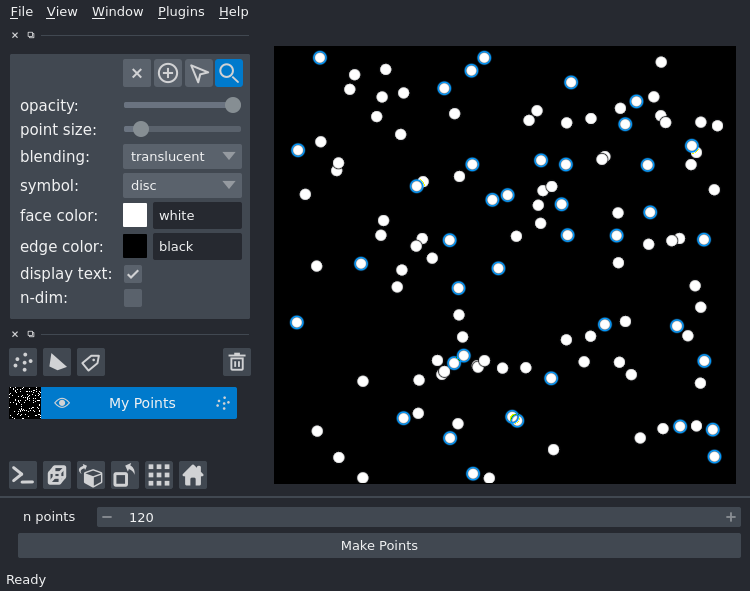 File View Window Plugins Help
opacity:
point size:
blending: translucent
symbol: disc
face color: white
edge color: black
display text:
n-dim:
My Points
n points 120
Make Points
Ready